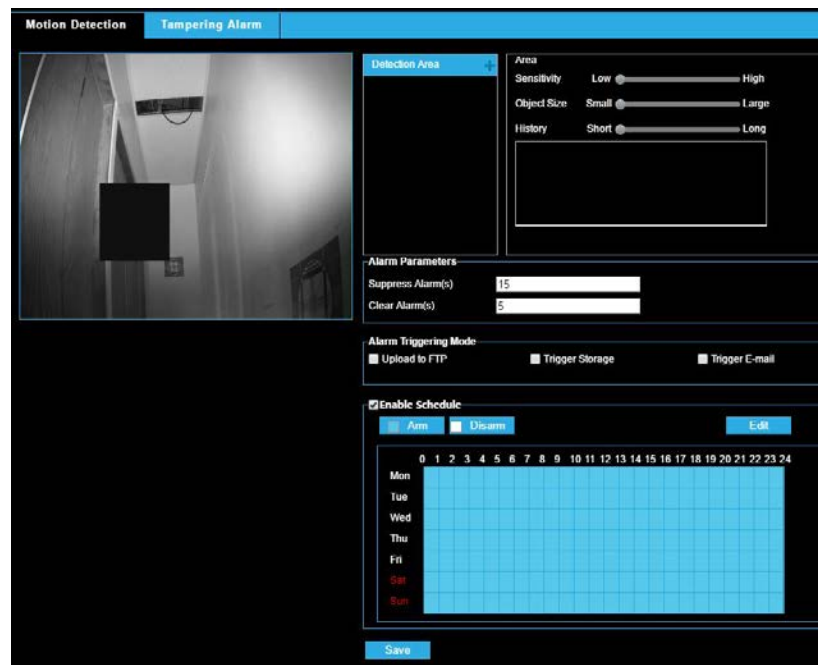 Motion Detection Tampering Alarm
Detection Area +
Area
Sensitivity Low High
Object Size Small Large
History Short Long
Alarm Parameters
Suppress Alarm(s) 15
Clear Alarm(s) 5
Alarm Triggering Mode
Upload to FTP Trigger Storage Trigger E-mail
Enable Schedule
Arm Disarm Edit
0 1 2 3 4 5 6 7 8 9 10 11 12 13 14 15 16 17 18 19 20 21 22 23 24
Mon
Tue
Wed
Thu
Fri
Sat
Sun
Save